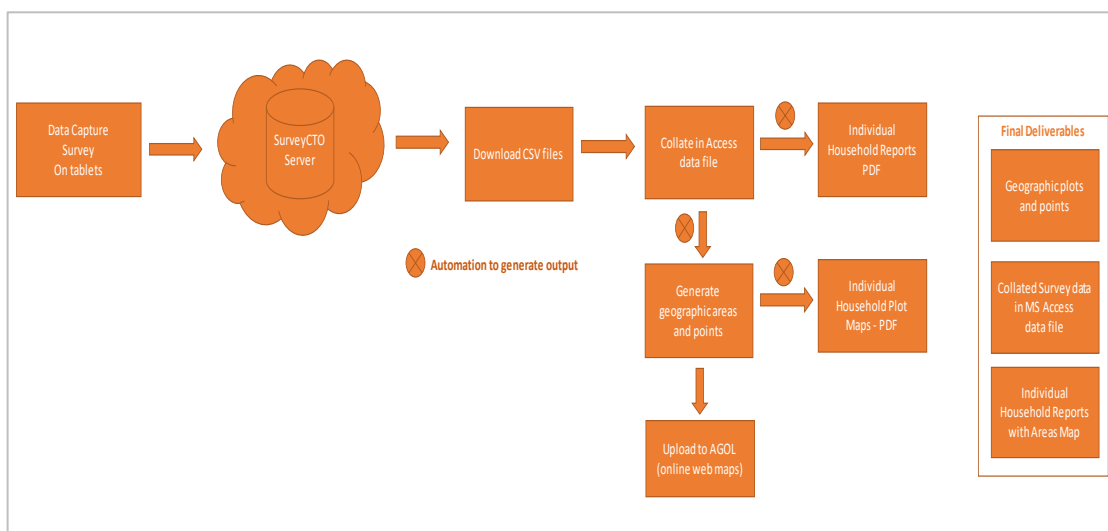 Data Capture
Survey
On tablets
SurveyCTO
Server
Download CSV files
Collate in Access
data file
Individual
Household Reports
PDF
Automation to generate output
Generate
geographic areas
and points
Individual
Household Plot
Maps - PDF
Upload to AGOL
(online web maps)
Final Deliverables
Geographic plots
and points
Collated Survey data
in MS Access
data file
Individual
Household Reports
with Areas Map